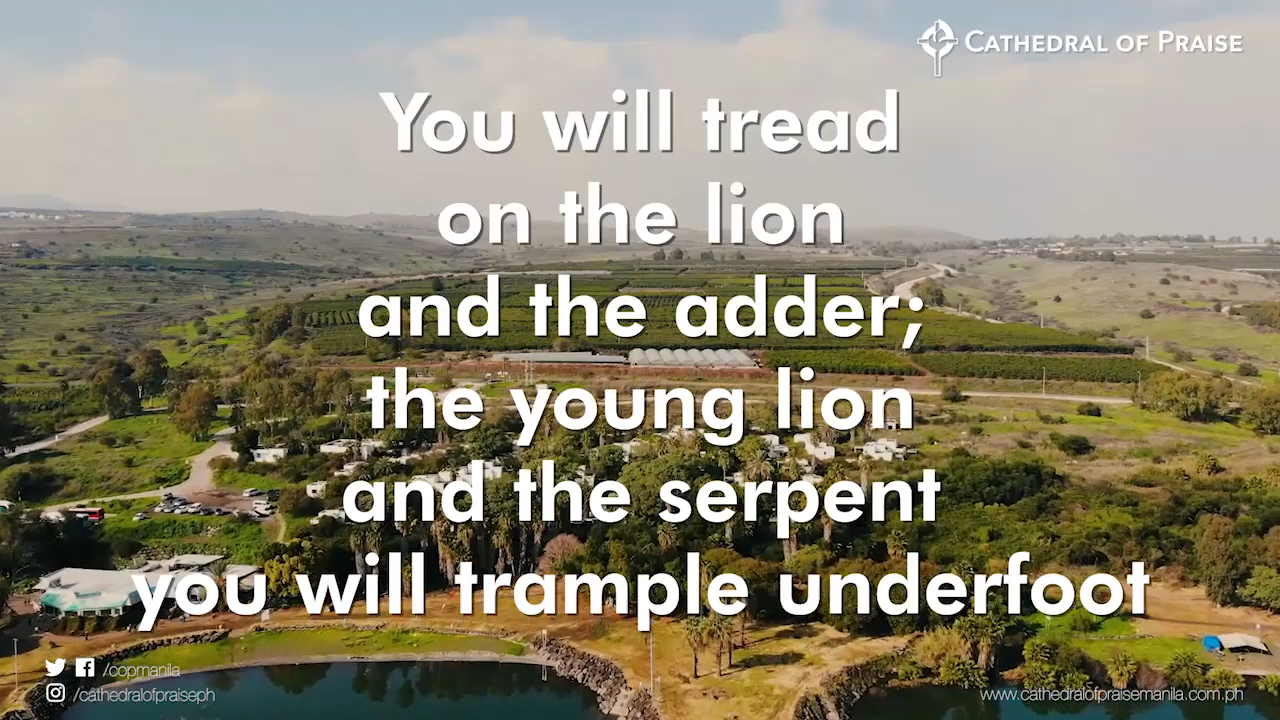 CATHEDRAL OF PRAISE
You will tread
on the lion
and the adder;
the young lion
and the serpent
you will trample underfoot
/copmanila
/cathedralofpraiseph
www.cathedralofpraisemanila.com.ph